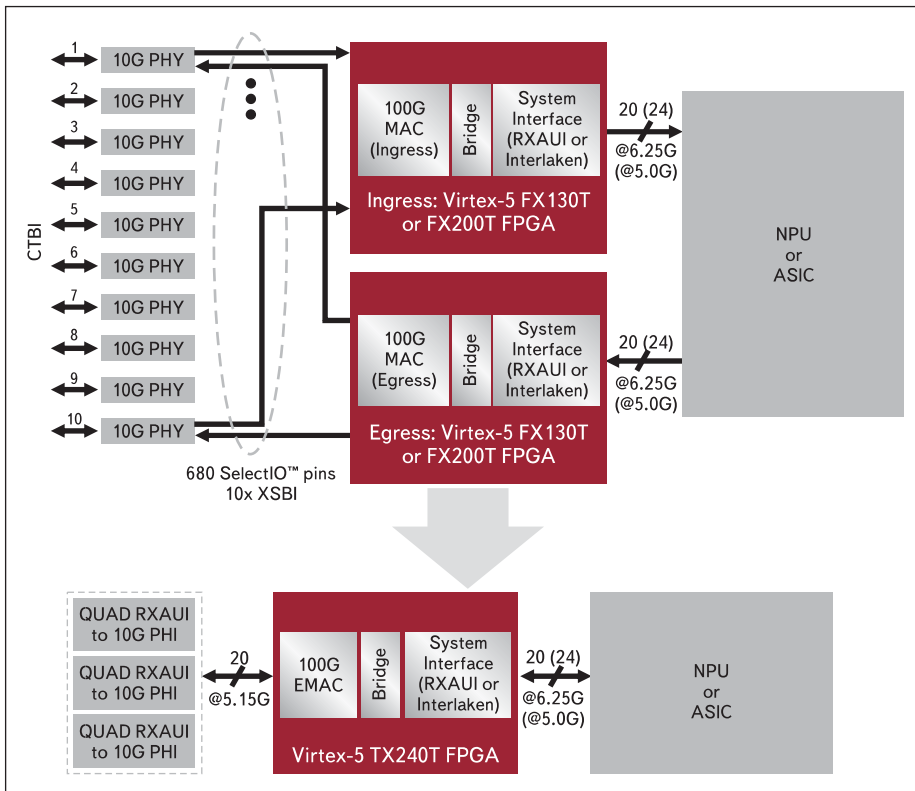 1
10G PHY
2
10G PHY
3
10G PHY
4
10G PHY
5
10G PHY
6
10G PHY
7
10G PHY
8
10G PHY
9
10G PHY
10
10G PHY
CTBI
680 SelectIO™ pins
10x XSBI
100G
MAC
(Ingress)
Bridge
System
Interface
(RXAUI or
Interlaken)
Ingress: Virtex-5 FX130T
or FX200T FPGA
20 (24)
@6.25G
(@5.0G)
100G
MAC
(Egress)
Bridge
System
Interface
(RXAUI or
Interlaken)
Egress: Virtex-5 FX130T
or FX200T FPGA
20 (24)
@6.25G
(@5.0G)
NPU
or
ASIC
QUAD RXAUI
to 10G PHI
QUAD RXAUI
to 10G PHI
QUAD RXAUI
to 10G PHI
20
@5.15G
100G
EMAC
Bridge
System
Interface
(RXAUI or
Interlaken)
Virtex-5 TX240T FPGA
20 (24)
@6.25G
(@5.0G)
NPU
or
ASIC